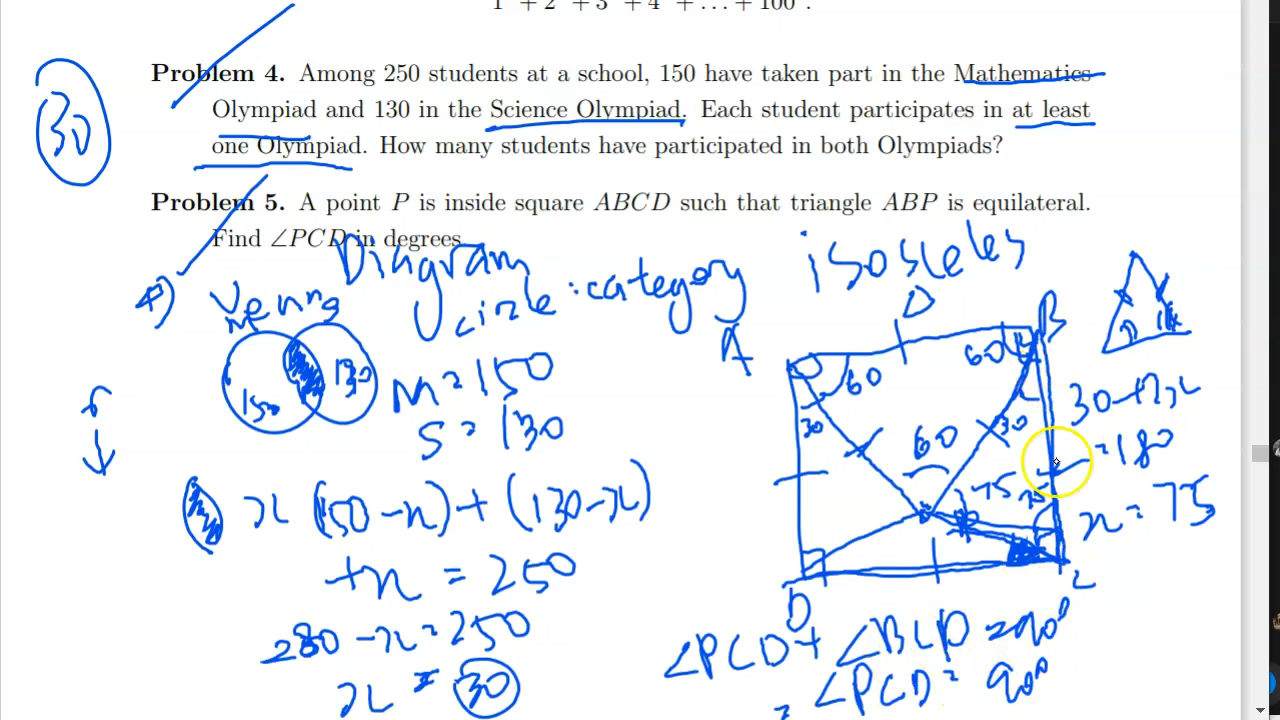 1 + 2 + 3 + 4 + … + 100 .
Problem 4. Among 250 students at a school, 150 have taken part in the Mathematics
Olympiad and 130 in the Science Olympiad. Each student participates in at least
one Olympiad. How many students have participated in both Olympiads?
30
Problem 5. A point P is inside square ABCD such that triangle ABP is equilateral.
Find ∠PCD in degrees
Diagram
isosceles
4)
Venn
circle : category
150
130
M = 150
S = 130
x (150 - x) + (130 - x)
+ x = 250
280 - x = 250
x = 30
A
B
60
60
30
30
60
75
75
30 + 2x
= 180
x = 75
D
C
∠PCD + ∠BCP = 90°
∠PCD = 90°